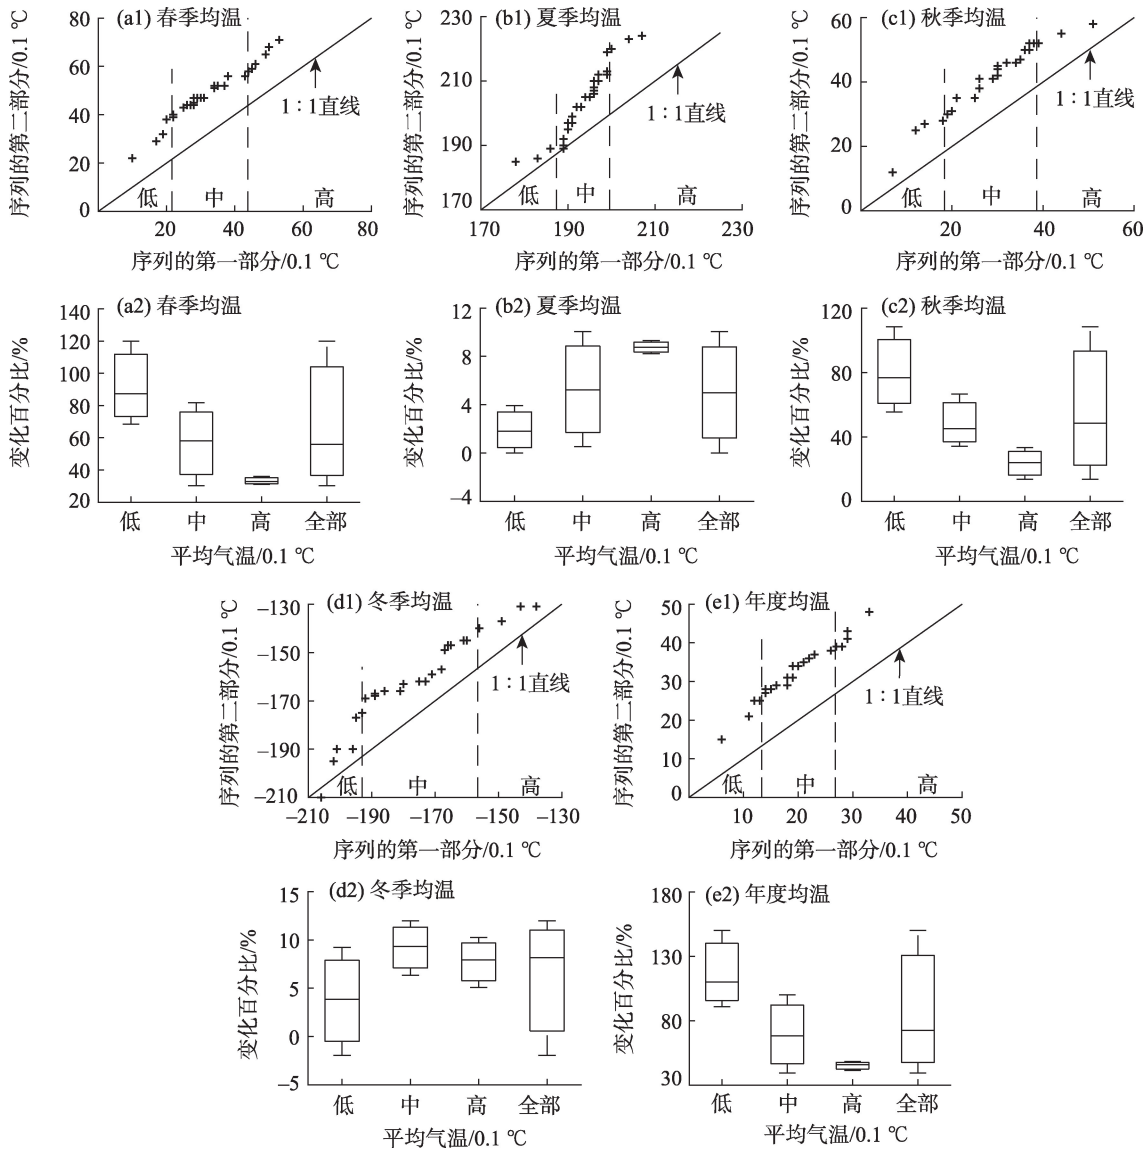 (a1) 春季均温
序列的第二部分/0.1 ℃
80
60
40
20
0
1∶1直线
低 中 高
20 40 60 80
序列的第一部分/0.1 ℃
(b1) 夏季均温
序列的第二部分/0.1 ℃
230
210
190
170
1∶1直线
低 中 高
170 190 210 230
序列的第一部分/0.1 ℃
(c1) 秋季均温
序列的第二部分/0.1 ℃
60
40
20
0
1∶1直线
低 中 高
20 40 60
序列的第一部分/0.1 ℃
(a2) 春季均温
变化百分比/%
140
120
100
80
60
40
20
低 中 高 全部
平均气温/0.1 ℃
(b2) 夏季均温
变化百分比/%
12
8
4
0
−4
低 中 高 全部
平均气温/0.1 ℃
(c2) 秋季均温
变化百分比/%
120
80
40
0
低 中 高 全部
平均气温/0.1 ℃
(d1) 冬季均温
序列的第二部分/0.1 ℃
−130
−150
−170
−190
−210
1∶1直线
低 中 高
−210 −190 −170 −150 −130
序列的第一部分/0.1 ℃
(e1) 年度均温
序列的第二部分/0.1 ℃
50
40
30
20
10
0
1∶1直线
低 中 高
10 20 30 40 50
序列的第一部分/0.1 ℃
(d2) 冬季均温
变化百分比/%
15
10
5
0
−5
低 中 高 全部
平均气温/0.1 ℃
(e2) 年度均温
变化百分比/%
180
130
80
30
低 中 高 全部
平均气温/0.1 ℃